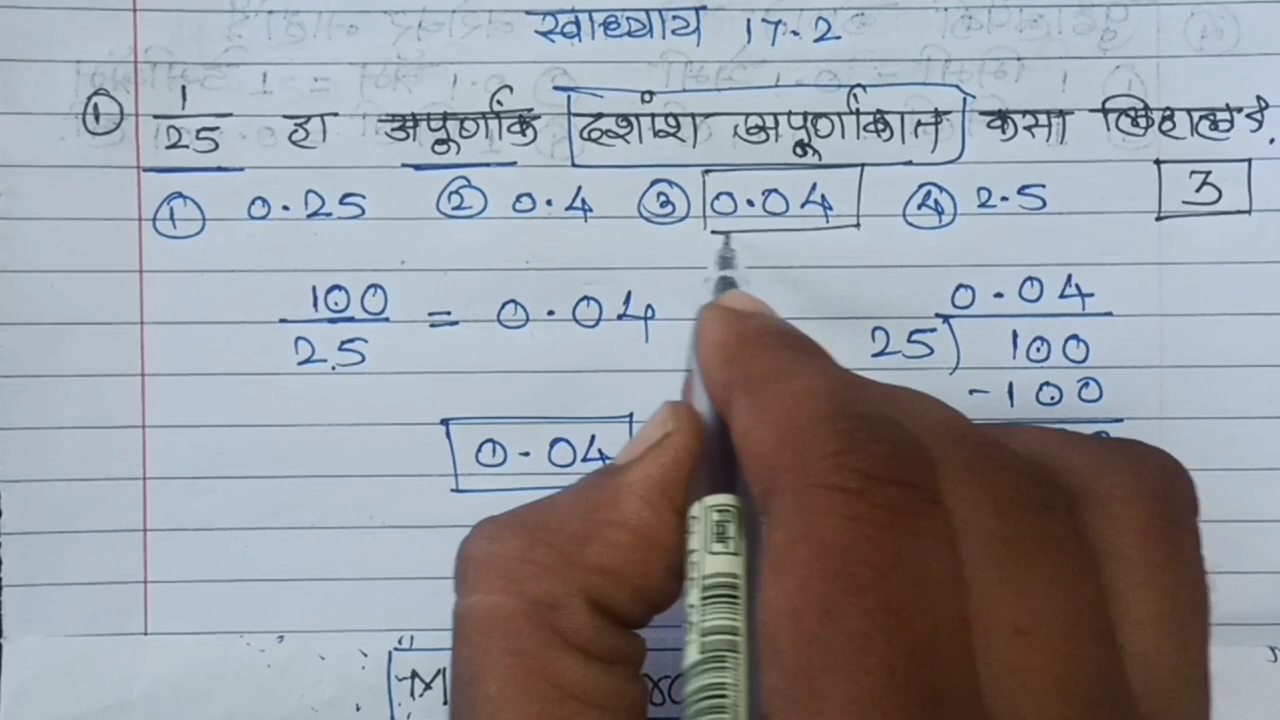 स्वाध्याय 17.2
① 1/25 हा अपूर्णांक दशांश अपूर्णांकात कसा लिहाल?
① 0.25 ② 0.4 ③ 0.04 ④ 2.5 3
100/25 = 0.04
0.04
25) 100
-100
0.04